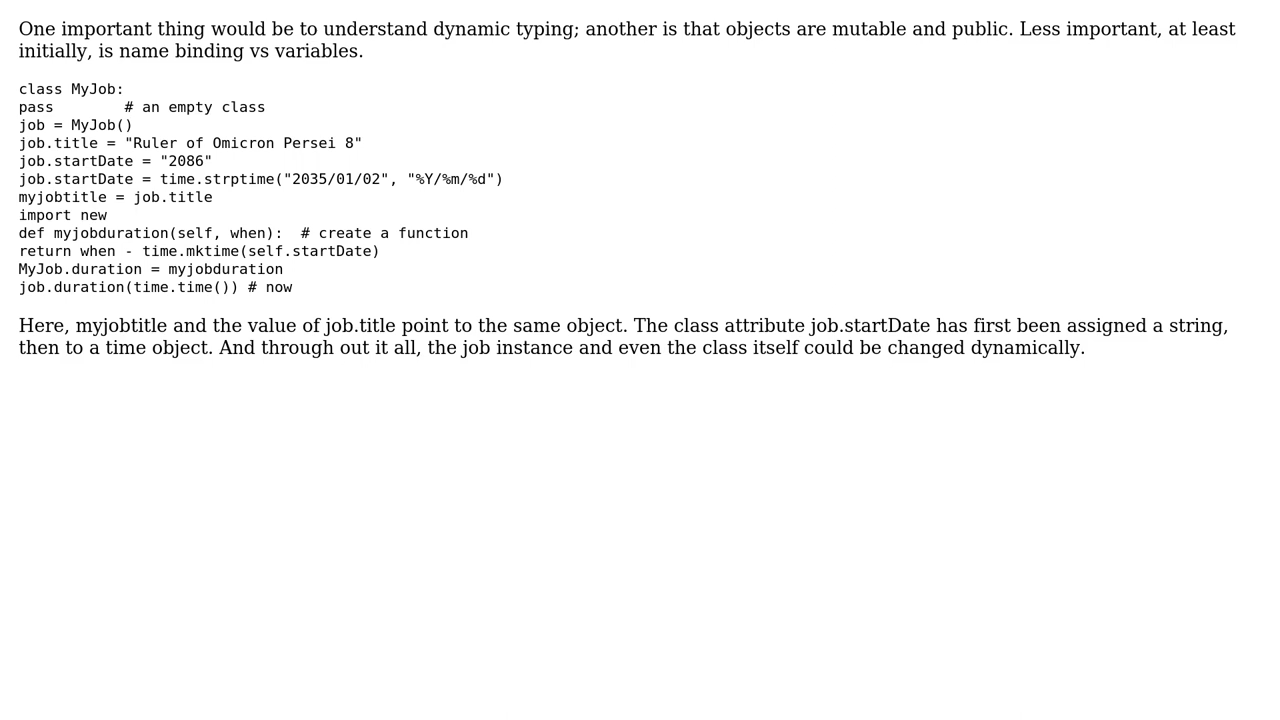 One important thing would be to understand dynamic typing; another is that objects are mutable and public. Less important, at least
initially, is name binding vs variables.
class MyJob:
pass        # an empty class
job = MyJob()
job.title = "Ruler of Omicron Persei 8"
job.startDate = "2086"
job.startDate = time.strptime("2035/01/02", "%Y/%m/%d")
myjobtitle = job.title
import new
def myjobduration(self, when):  # create a function
return when - time.mktime(self.startDate)
MyJob.duration = myjobduration
job.duration(time.time()) # now
Here, myjobtitle and the value of job.title point to the same object. The class attribute job.startDate has first been assigned a string,
then to a time object. And through out it all, the job instance and even the class itself could be changed dynamically.